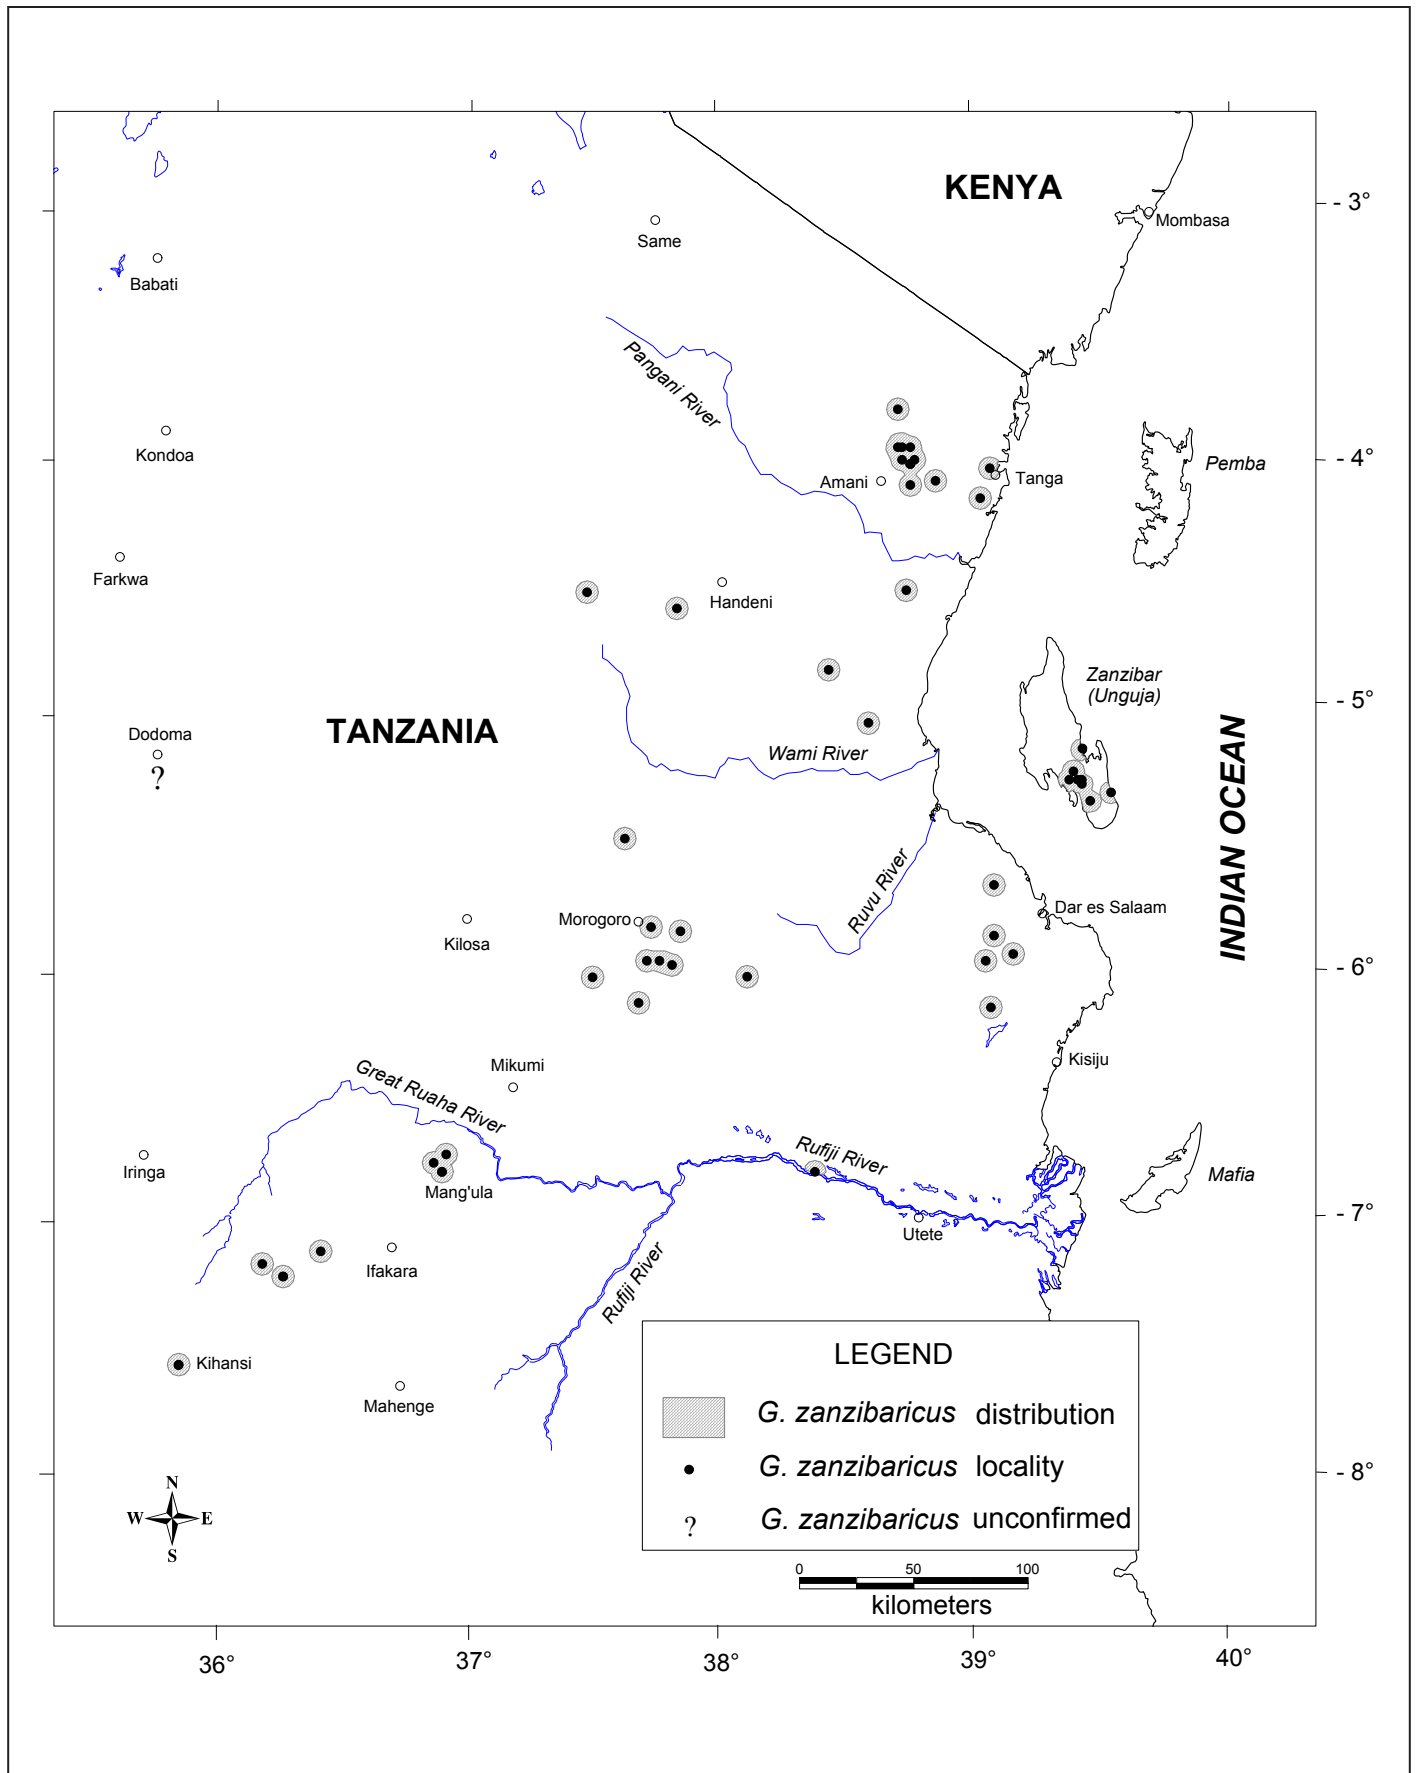 KENYA
- 3°
Mombasa
Same
Babati
Pangani River
Kondoa
- 4°
Pemba
Amani
Tanga
Farkwa
Handeni
Zanzibar
(Unguja)
- 5°
TANZANIA
Dodoma
?
Wami River
INDIAN OCEAN
Ruvu River
Dar es Salaam
Morogoro
Kilosa
- 6°
Mikumi
Kisiju
Great Ruaha River
Rufiji River
Iringa
Mang'ula
Mafia
- 7°
Utete
Ifakara
Rufiji River
Kihansi
Mahenge
LEGEND
G. zanzibaricus distribution
G. zanzibaricus locality
? G. zanzibaricus unconfirmed
- 8°
N
W E
S
0 50 100
kilometers
36° 37° 38° 39° 40°